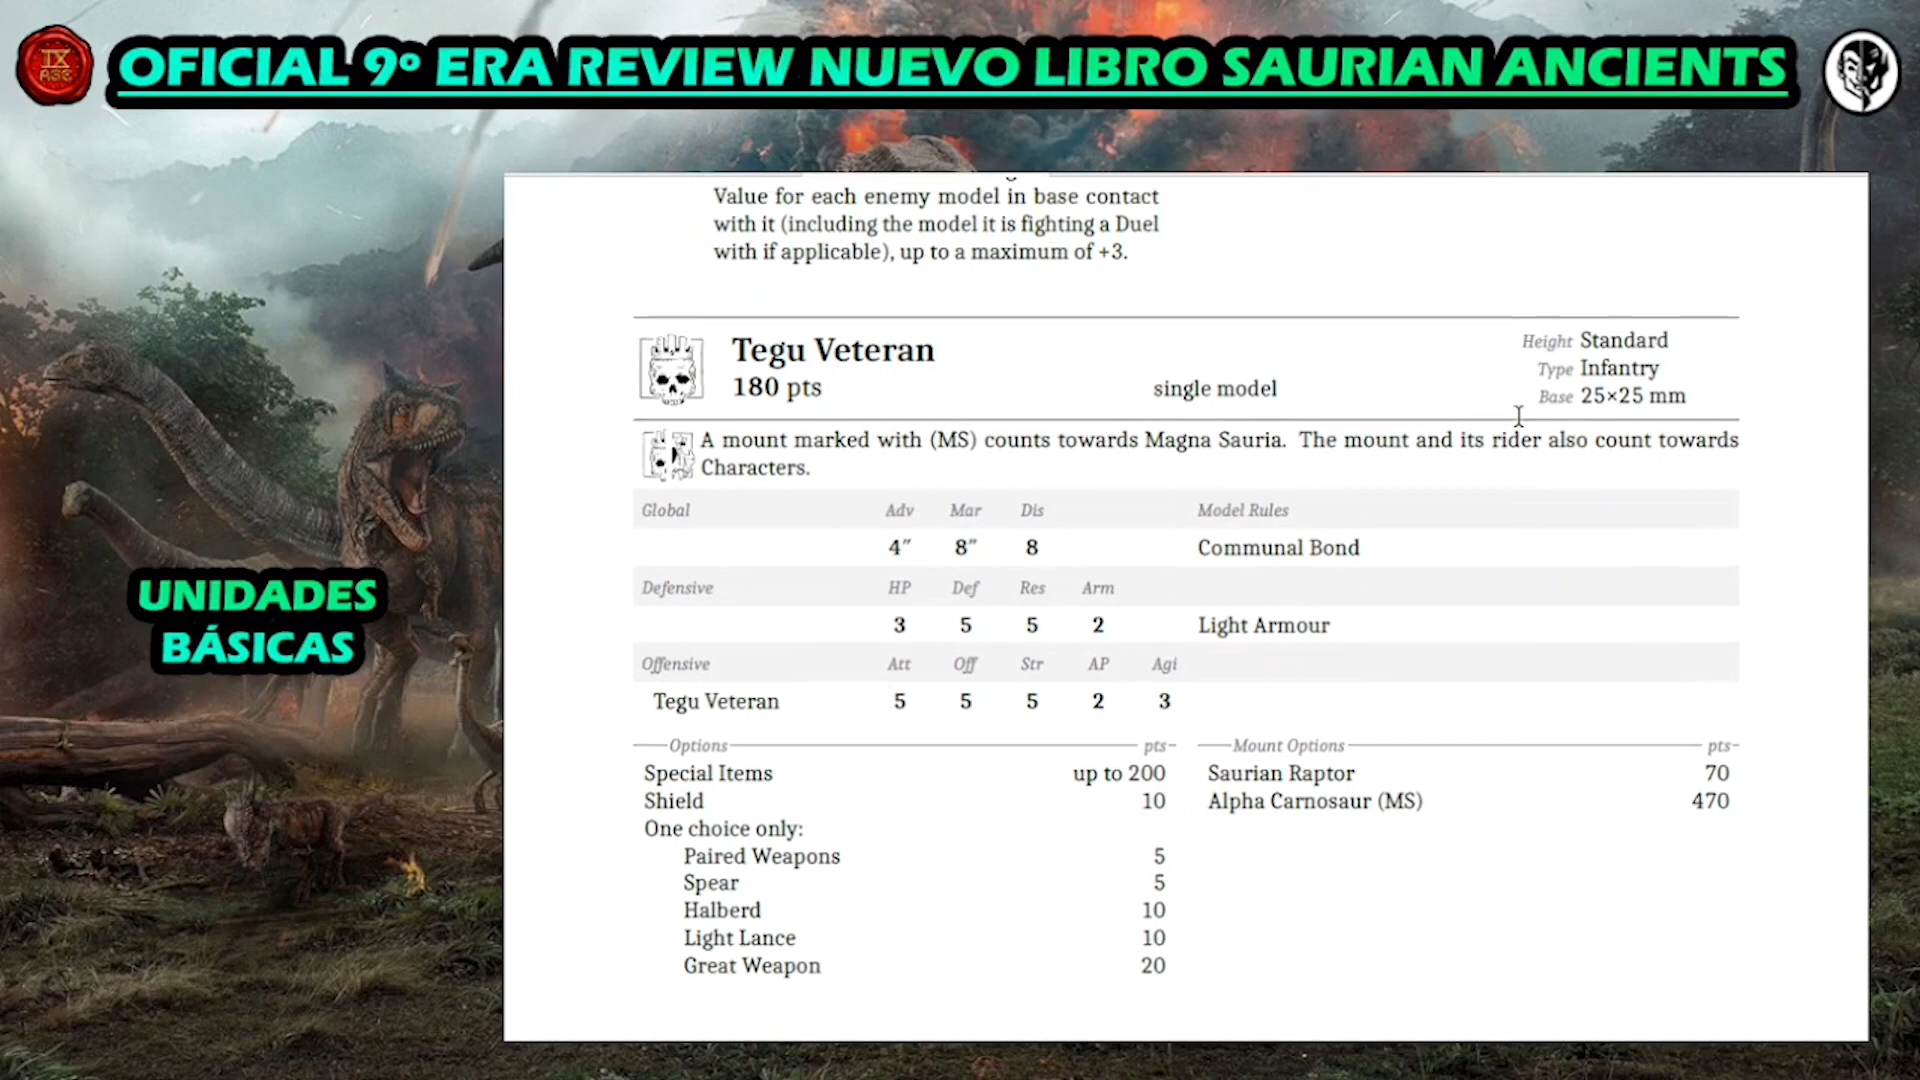 OFICIAL 9º ERA REVIEW NUEVO LIBRO SAURIAN ANCIENTS
IX
AGE
UNIDADES
BÁSICAS
Value for each enemy model in base contact
with it (including the model it is fighting a Duel
with if applicable), up to a maximum of +3.
Tegu Veteran
180 pts
single model
Height Standard
Type Infantry
Base 25×25 mm
A mount marked with (MS) counts towards Magna Sauria. The mount and its rider also count towards
Characters.
Global Adv Mar Dis Model Rules
4″ 8″ 8 Communal Bond
Defensive HP Def Res Arm
3 5 5 2 Light Armour
Offensive Att Off Str AP Agi
Tegu Veteran 5 5 5 2 3
Options pts
Special Items up to 200
Shield 10
One choice only:
Paired Weapons 5
Spear 5
Halberd 10
Light Lance 10
Great Weapon 20
Mount Options pts
Saurian Raptor 70
Alpha Carnosaur (MS) 470